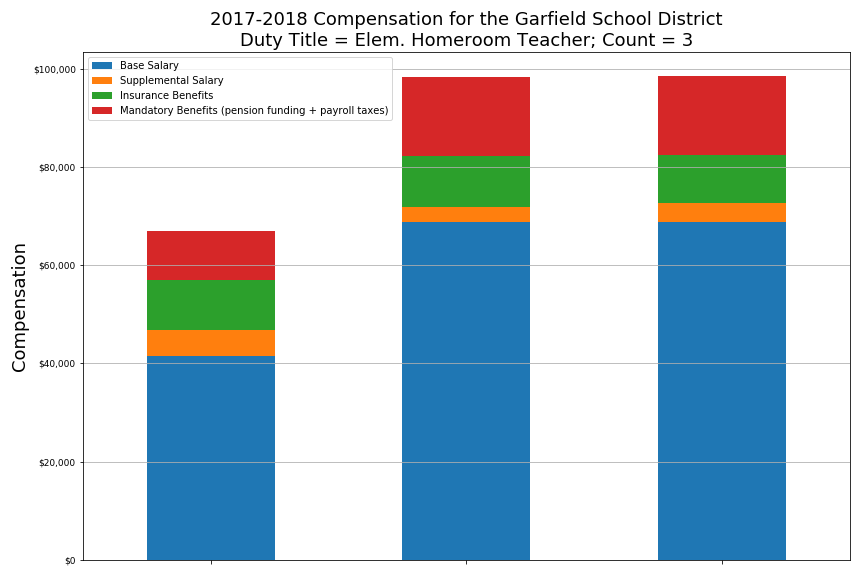 2017-2018 Compensation for the Garfield School District
Duty Title = Elem. Homeroom Teacher; Count = 3
Base Salary
Supplemental Salary
Insurance Benefits
Mandatory Benefits (pension funding + payroll taxes)
$100,000
$80,000
$60,000
$40,000
$20,000
$0
Compensation